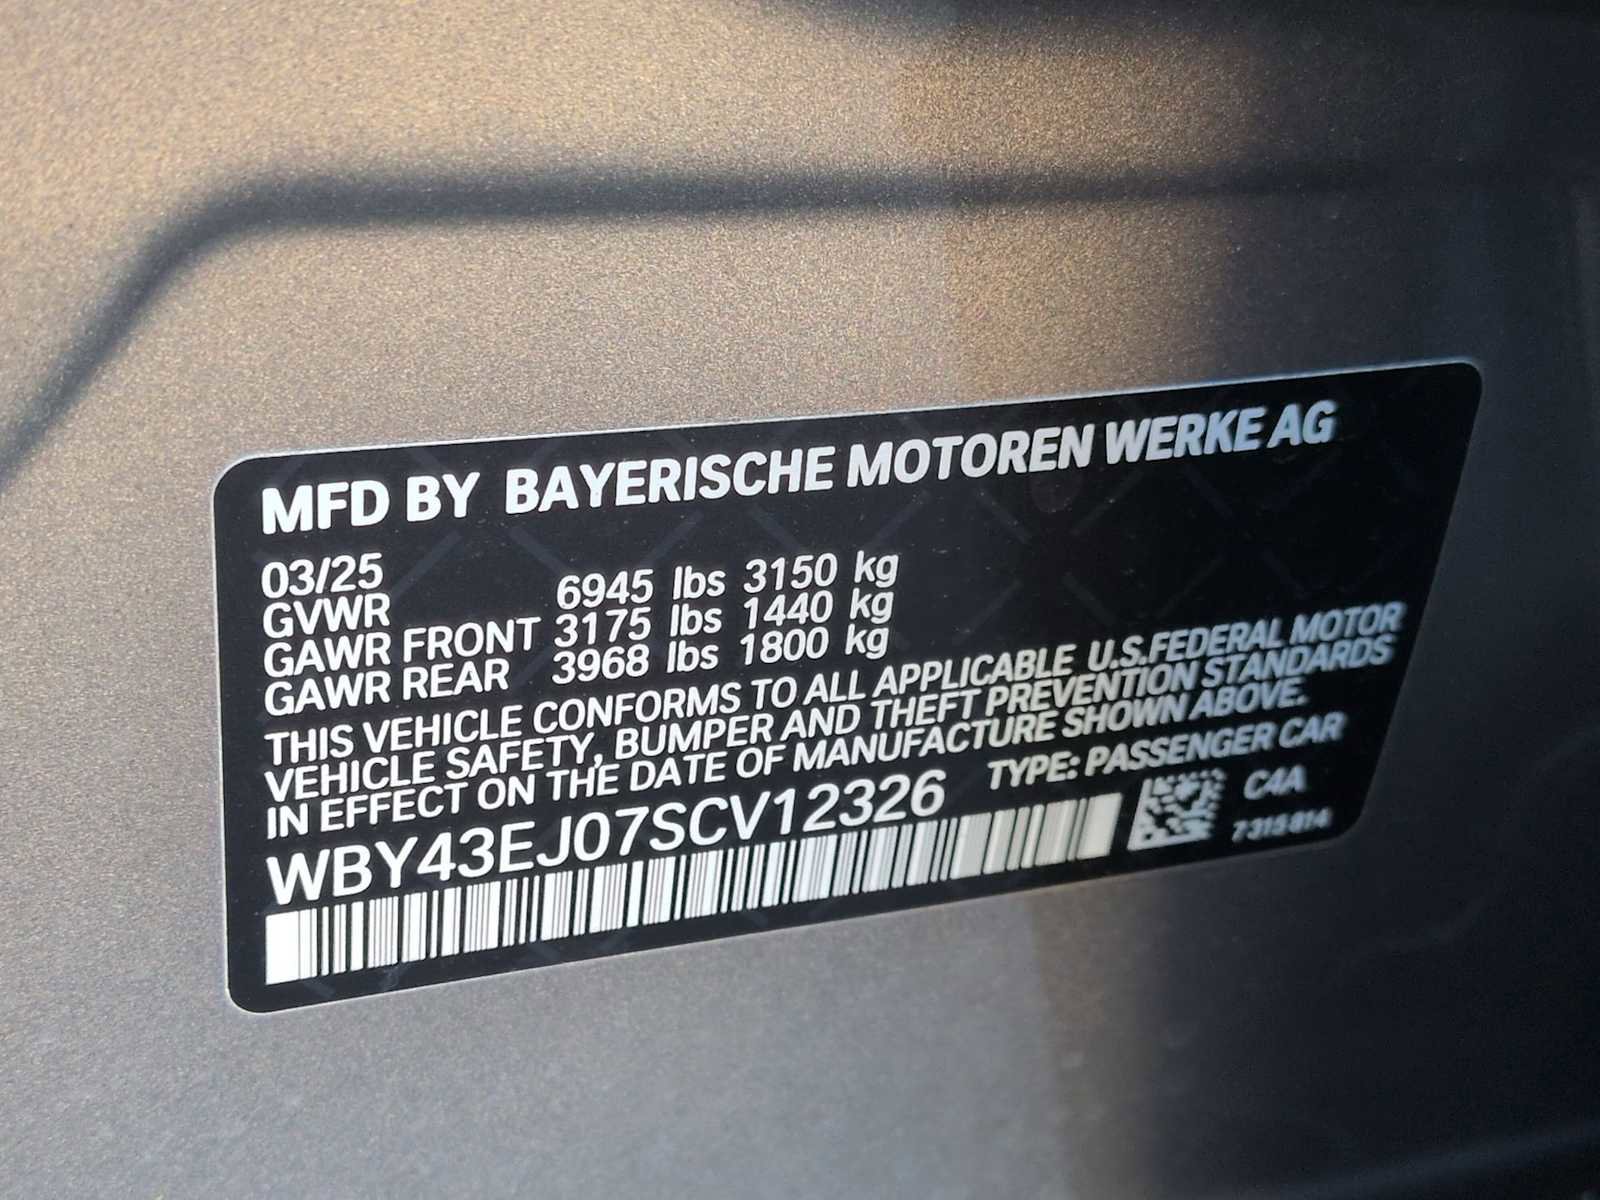 MFD BY BAYERISCHE MOTOREN WERKE AG
03/25
GVWR 6945 lbs 3150 kg
GAWR FRONT 3175 lbs 1440 kg
GAWR REAR 3968 lbs 1800 kg
THIS VEHICLE CONFORMS TO ALL APPLICABLE U.S.FEDERAL MOTOR
VEHICLE SAFETY, BUMPER AND THEFT PREVENTION STANDARDS
IN EFFECT ON THE DATE OF MANUFACTURE SHOWN ABOVE.
WBY43EJ07SCV12326 TYPE: PASSENGER CAR
C4A
7315814